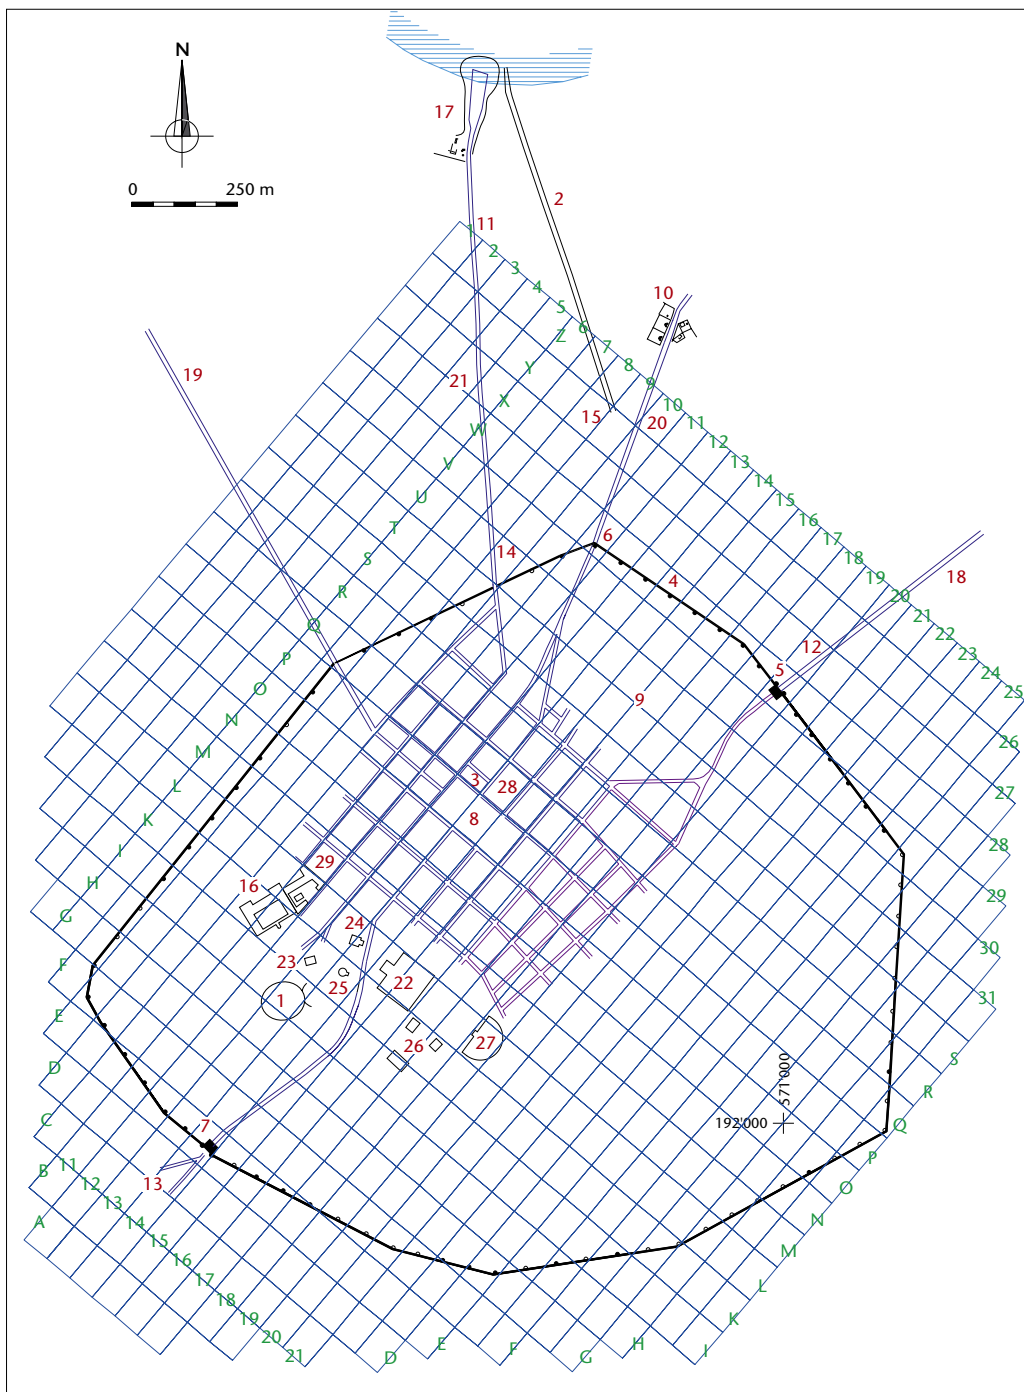 N
0 250 m
17
2
11
1
2
3
4
5
6
7
8
9
10
11
12
13
14
15
16
17
18
19
20
21
22
23
24
25
26
27
28
29
30
31
10
Z
Y
X
W
V
U
T
S
R
Q
P
O
N
M
L
K
I
H
G
F
E
D
C
B
A
19
21
15
20
14
6
4
18
12
5
9
3
28
8
29
16
24
23
25
1
22
26
27
7
13
571'000
192'000
S
R
Q
P
O
N
M
L
K
I
H
G
F
E
D
11
12
13
14
15
16
17
18
19
20
21